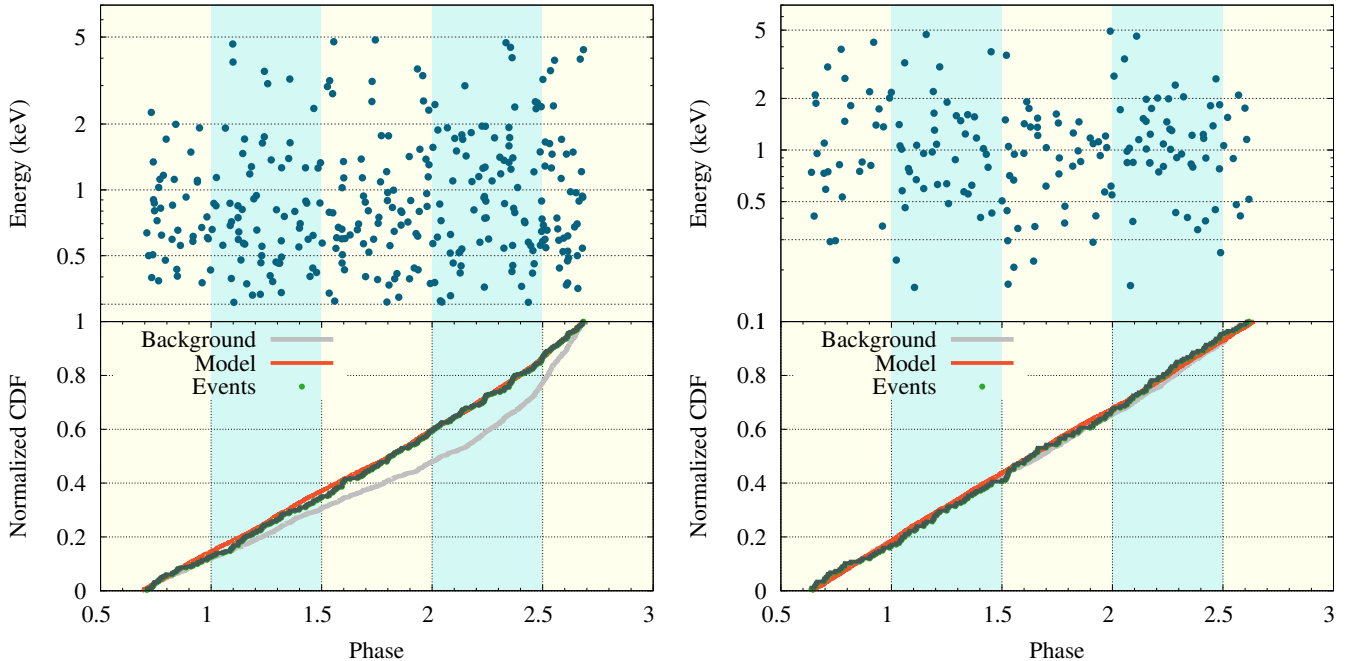 Energy (keV)
5
2
1
0.5
1
Normalized CDF
0.8
0.6
0.4
0.2
0
Background
Model
Events
0.5 1 1.5 2 2.5 3
Phase
Energy (keV)
5
2
1
0.5
0.1
Normalized CDF
0.8
0.6
0.4
0.2
0
Background
Model
Events
0.5 1 1.5 2 2.5 3
Phase